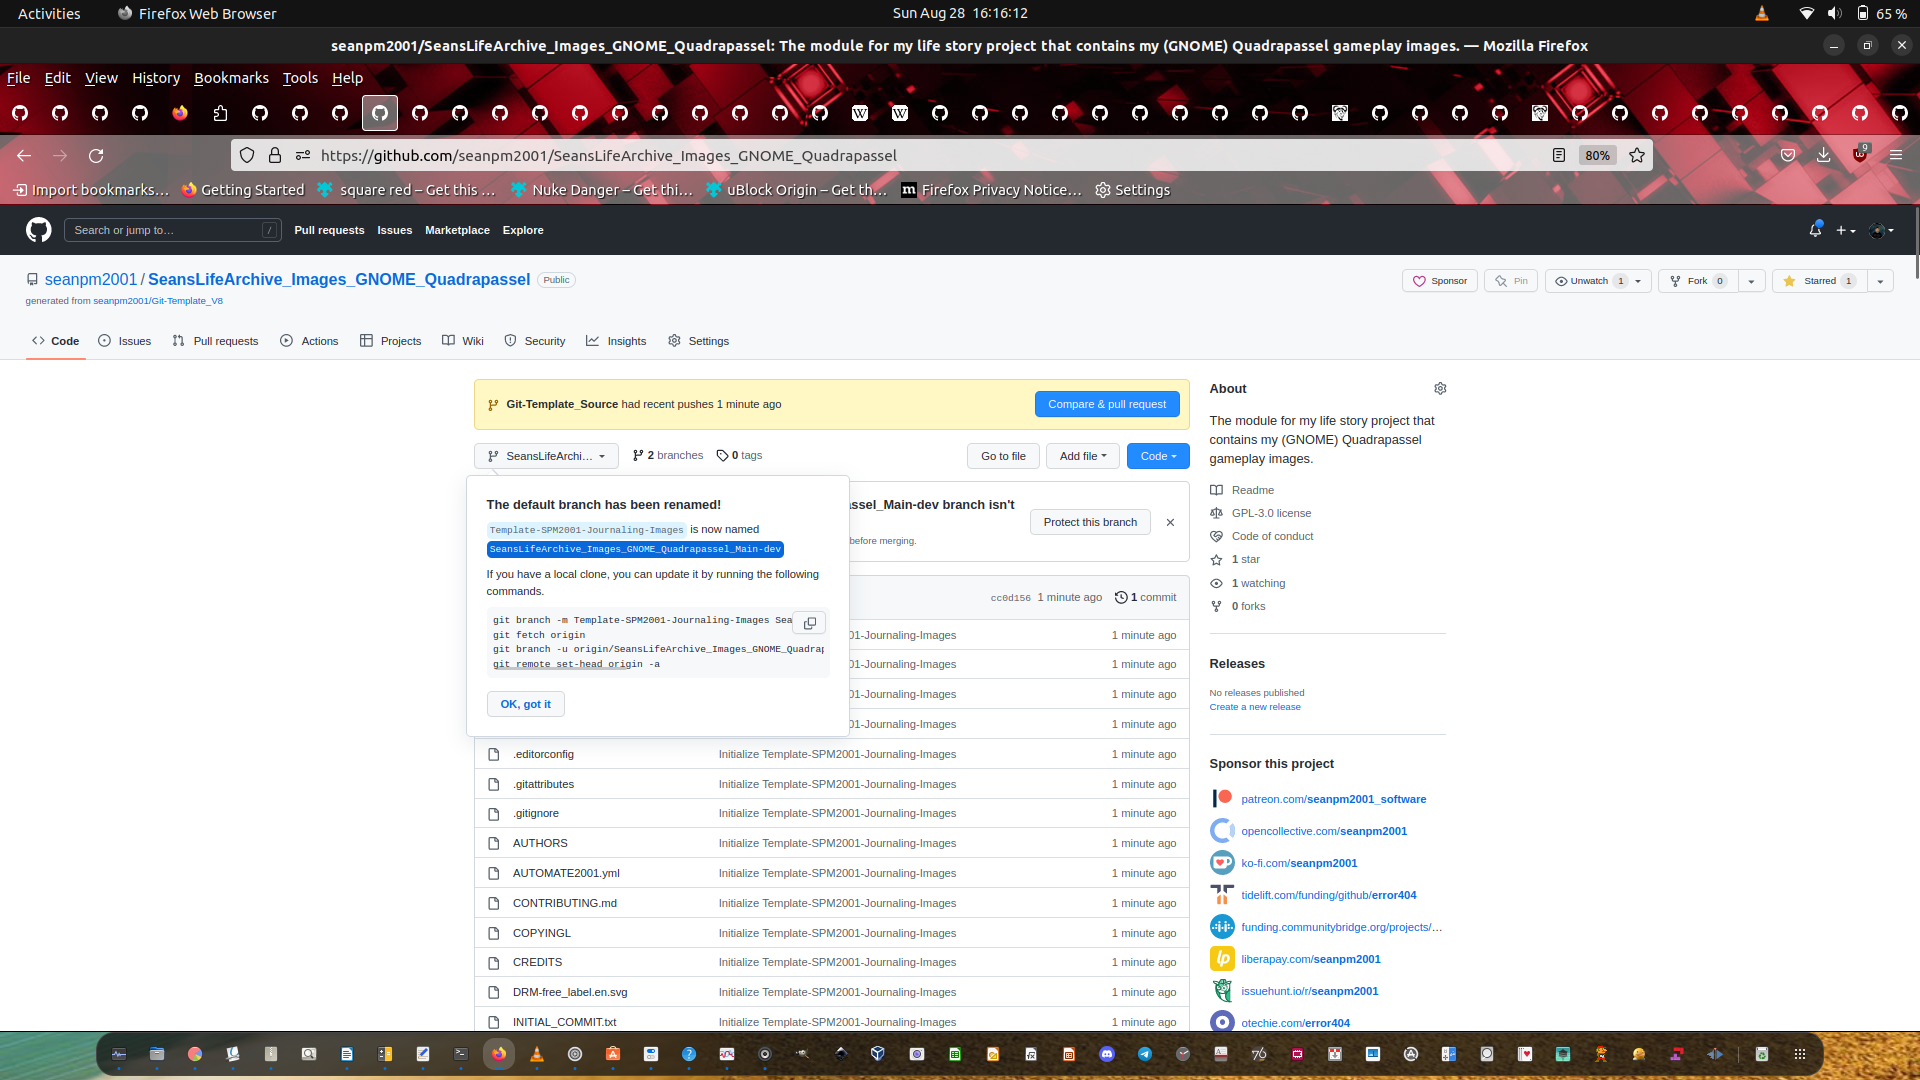 Activities
Firefox Web Browser
Sun Aug 28 16:16:12
65 %
seanpm2001/SeansLifeArchive_Images_GNOME_Quadrapassel: The module for my life story project that contains my (GNOME) Quadrapassel gameplay images. — Mozilla Firefox
File Edit View History Bookmarks Tools Help
https://github.com/seanpm2001/SeansLifeArchive_Images_GNOME_Quadrapassel
80%
9
Import bookmarks…
Getting Started
square red – Get this …
Nuke Danger – Get thi…
uBlock Origin – Get th…
Firefox Privacy Notice…
Settings
Search or jump to… /
Pull requests Issues Marketplace Explore
seanpm2001 / SeansLifeArchive_Images_GNOME_Quadrapassel Public
generated from seanpm2001/Git-Template_V8
Sponsor
Pin
Unwatch 1
Fork 0
Starred 1
Code Issues Pull requests Actions Projects Wiki Security Insights Settings
Git-Template_Source had recent pushes 1 minute ago
Compare & pull request
SeansLifeArchi…
2 branches
0 tags
Go to file
Add file
Code
The default branch has been renamed!
Template-SPM2001-Journaling-Images is now named
SeansLifeArchive_Images_GNOME_Quadrapassel_Main-dev
If you have a local clone, you can update it by running the following
commands.
git branch -m Template-SPM2001-Journaling-Images Sea
git fetch origin
git branch -u origin/SeansLifeArchive_Images_GNOME_Quadrap
git remote set-head origin -a
OK, got it
ssel_Main-dev branch isn't
before merging.
Protect this branch
cc0d156 1 minute ago 1 commit
01-Journaling-Images 1 minute ago
01-Journaling-Images 1 minute ago
01-Journaling-Images 1 minute ago
01-Journaling-Images 1 minute ago
.editorconfig Initialize Template-SPM2001-Journaling-Images 1 minute ago
.gitattributes Initialize Template-SPM2001-Journaling-Images 1 minute ago
.gitignore Initialize Template-SPM2001-Journaling-Images 1 minute ago
AUTHORS Initialize Template-SPM2001-Journaling-Images 1 minute ago
AUTOMATE2001.yml Initialize Template-SPM2001-Journaling-Images 1 minute ago
CONTRIBUTING.md Initialize Template-SPM2001-Journaling-Images 1 minute ago
COPYINGL Initialize Template-SPM2001-Journaling-Images 1 minute ago
CREDITS Initialize Template-SPM2001-Journaling-Images 1 minute ago
DRM-free_label.en.svg Initialize Template-SPM2001-Journaling-Images 1 minute ago
INITIAL_COMMIT.txt Initialize Template-SPM2001-Journaling-Images 1 minute ago
About
The module for my life story project that
contains my (GNOME) Quadrapassel
gameplay images.
Readme
GPL-3.0 license
Code of conduct
1 star
1 watching
0 forks
Releases
No releases published
Create a new release
Sponsor this project
patreon.com/seanpm2001_software
opencollective.com/seanpm2001
ko-fi.com/seanpm2001
tidelift.com/funding/github/error404
funding.communitybridge.org/projects/…
liberapay.com/seanpm2001
issuehunt.io/r/seanpm2001
otechie.com/error404